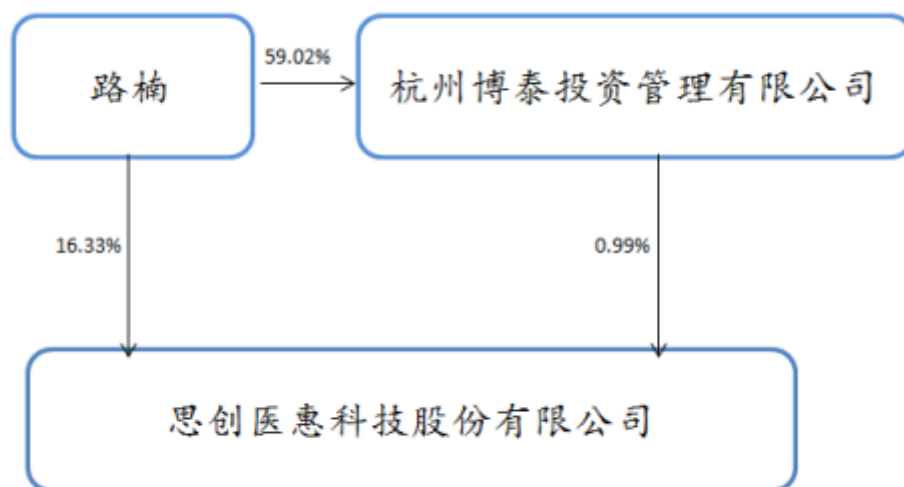 路楠
59.02%
杭州博泰投资管理有限公司
16.33%
0.99%
思创医惠科技股份有限公司